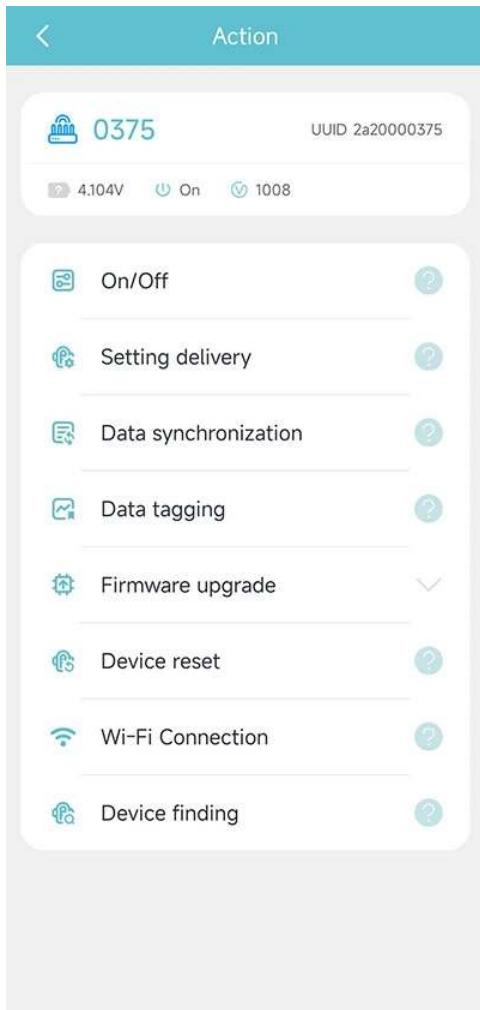 Action
0375 UUID 2a20000375
4.104V On 1008
On/Off
Setting delivery
Data synchronization
Data tagging
Firmware upgrade
Device reset
Wi-Fi Connection
Device finding